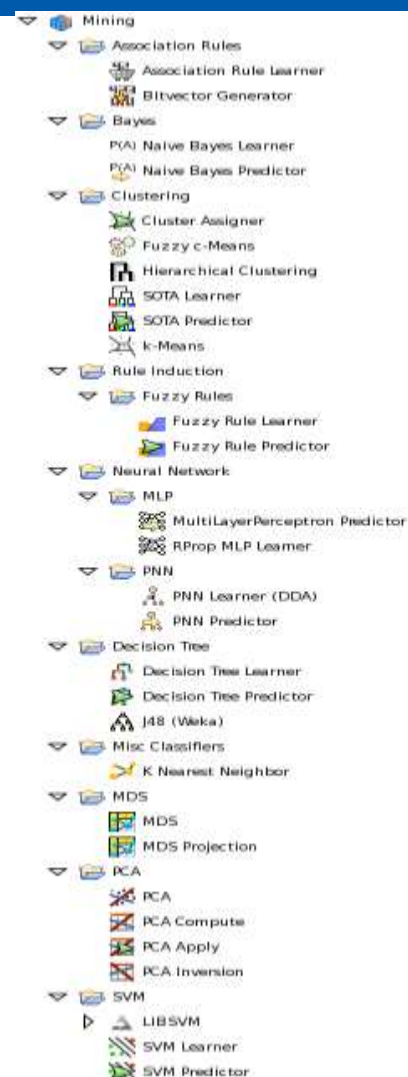 Mining
Association Rules
Association Rule Learner
Bitvector Generator
Bayes
P(A) Naive Bayes Learner
P(A) Naive Bayes Predictor
Clustering
Cluster Assigner
Fuzzy c-Means
Hierarchical Clustering
SOTA Learner
SOTA Predictor
k-Means
Rule Induction
Fuzzy Rules
Fuzzy Rule Learner
Fuzzy Rule Predictor
Neural Network
MLP
MultiLayerPerceptron Predictor
RProp MLP Learner
PNN
PNN Learner (DDA)
PNN Predictor
Decision Tree
Decision Tree Learner
Decision Tree Predictor
J48 (Weka)
Misc Classifiers
K Nearest Neighbor
MDS
MDS
MDS Projection
PCA
PCA
PCA Compute
PCA Apply
PCA Inversion
SVM
LIBSVM
SVM Learner
SVM Predictor